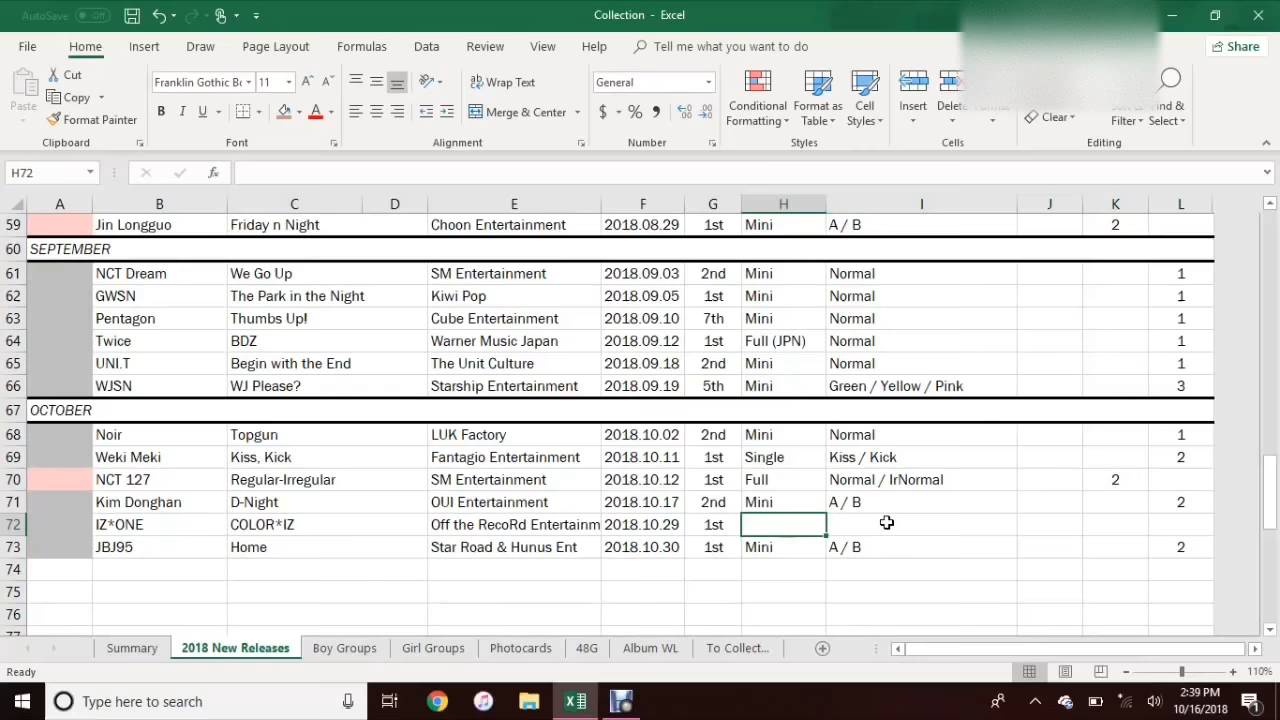 AutoSave Off Collection - Excel
File Home Insert Draw Page Layout Formulas Data Review View Help Tell me what you want to do Share
Paste Cut Copy Format Painter
Franklin Gothic B 11
B I U
Wrap Text
Merge & Center
General
$ % ,
Conditional Formatting Format as Table Cell Styles
Insert Delete
Clear
Filter Find & Select
Clipboard Font Alignment Number Styles Cells Editing
H72 fx
A B C D E F G H I J K L
59 Jin Longguo Friday n Night Choon Entertainment 2018.08.29 1st Mini A / B 2
60 SEPTEMBER
61 NCT Dream We Go Up SM Entertainment 2018.09.03 2nd Mini Normal 1
62 GWSN The Park in the Night Kiwi Pop 2018.09.05 1st Mini Normal 1
63 Pentagon Thumbs Up! Cube Entertainment 2018.09.10 7th Mini Normal 1
64 Twice BDZ Warner Music Japan 2018.09.12 1st Full (JPN) Normal 1
65 UNI.T Begin with the End The Unit Culture 2018.09.18 2nd Mini Normal 1
66 WJSN WJ Please? Starship Entertainment 2018.09.19 5th Mini Green / Yellow / Pink 3
67 OCTOBER
68 Noir Topgun LUK Factory 2018.10.02 2nd Mini Normal 1
69 Weki Meki Kiss, Kick Fantagio Entertainment 2018.10.11 1st Single Kiss / Kick 2
70 NCT 127 Regular-Irregular SM Entertainment 2018.10.12 1st Full Normal / IrNormal 2
71 Kim Donghan D-Night OUI Entertainment 2018.10.17 2nd Mini A / B 2
72 IZ*ONE COLOR*IZ Off the RecoRd Entertainm 2018.10.29 1st
73 JBJ95 Home Star Road & Hunus Ent 2018.10.30 1st Mini A / B 2
74
75
76
Summary 2018 New Releases Boy Groups Girl Groups Photocards 48G Album WL To Collect...
Ready 110%
Type here to search 2:39 PM
10/16/2018 1